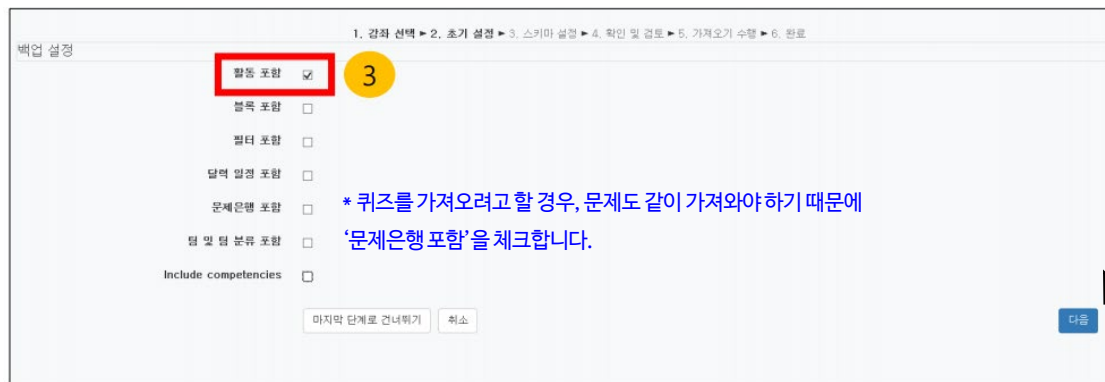 1. 강좌 선택 ► 2. 초기 설정 ► 3. 스키마 설정 ► 4. 확인 및 검토 ► 5. 가져오기 수행 ► 6. 완료
백업 설정
활동 포함
3
블록 포함
필터 포함
달력 일정 포함
문제은행 포함
* 퀴즈를 가져오려고 할 경우, 문제도 같이 가져와야 하기 때문에
‘문제은행 포함’을 체크합니다.
팀 및 팀 분류 포함
Include competencies
마지막 단계로 건너뛰기 취소 다음